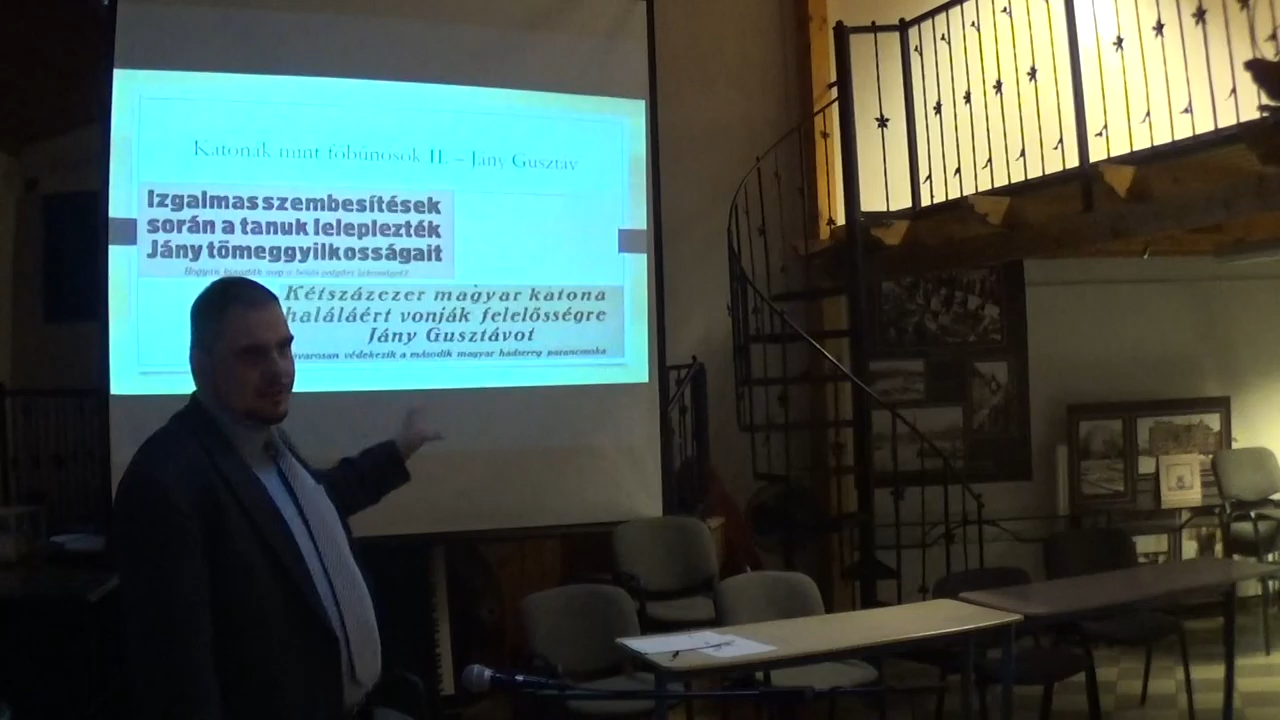 Katonák mint főbűnösök II. – Jány Gusztáv
Izgalmas szembesítések
során a tanuk leleplezték
Jány tömeggyilkosságait
Kétszázezer magyar katona
haláláért vonják felelősségre
Jány Gusztávot
védekezik a második magyar hadsereg parancsnoka